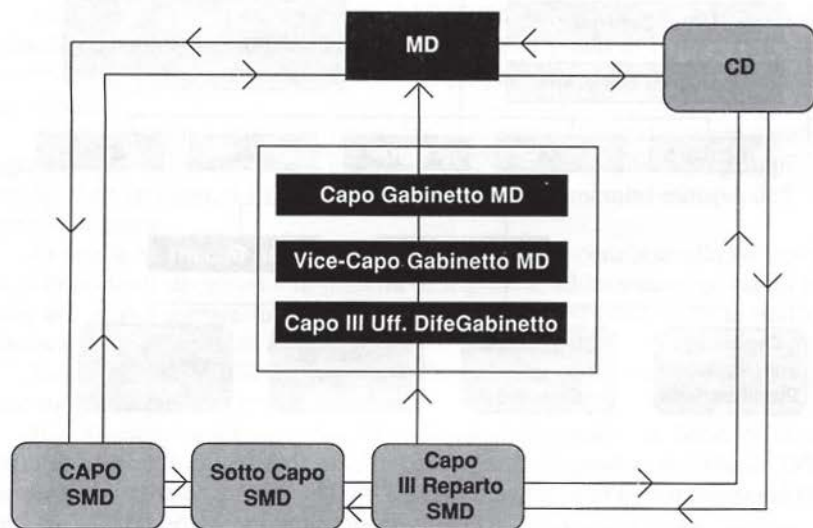 MD
CD
Capo Gabinetto MD
Vice-Capo Gabinetto MD
Capo III Uff. DifeGabinetto
CAPO
SMD
Sotto Capo
SMD
Capo
III Reparto
SMD